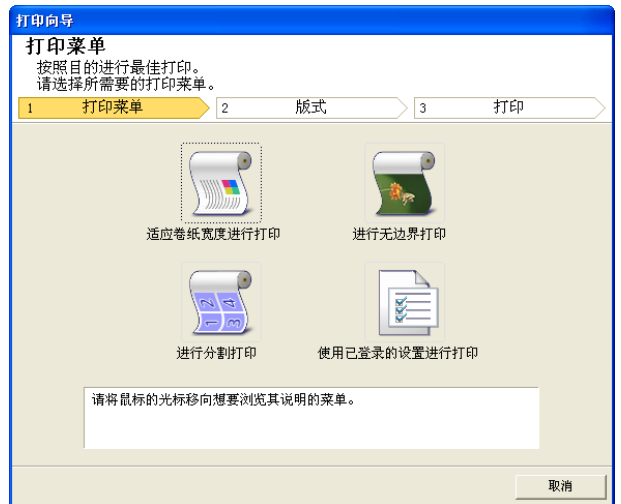 打印向导
打印菜单
按照目的进行最佳打印。
请选择所需要的打印菜单。
1 打印菜单 2 版式 3 打印
适应卷纸宽度进行打印 进行无边界打印
1 2 3 4
进行分割打印 使用已登录的设置进行打印
请将鼠标的光标移向想要浏览其说明的菜单。
取消